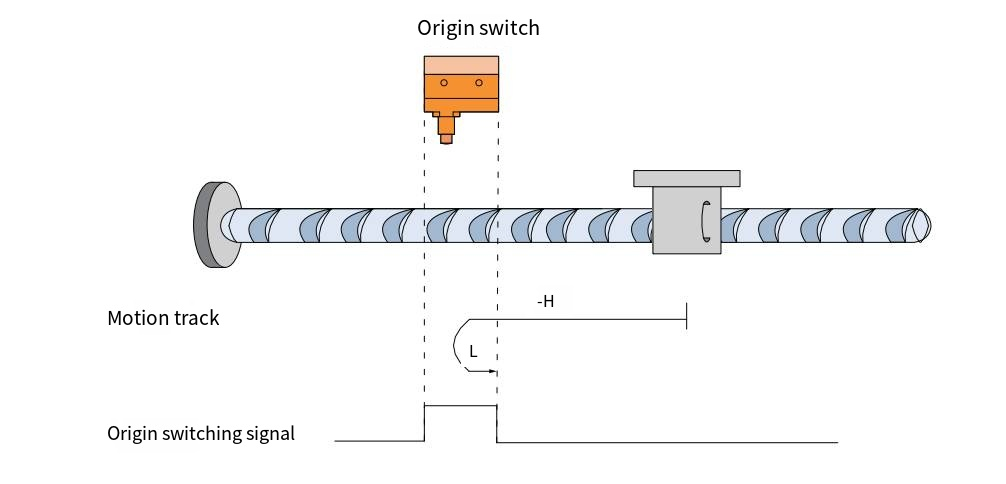 Origin switch
-H
Motion track
L
Origin switching signal